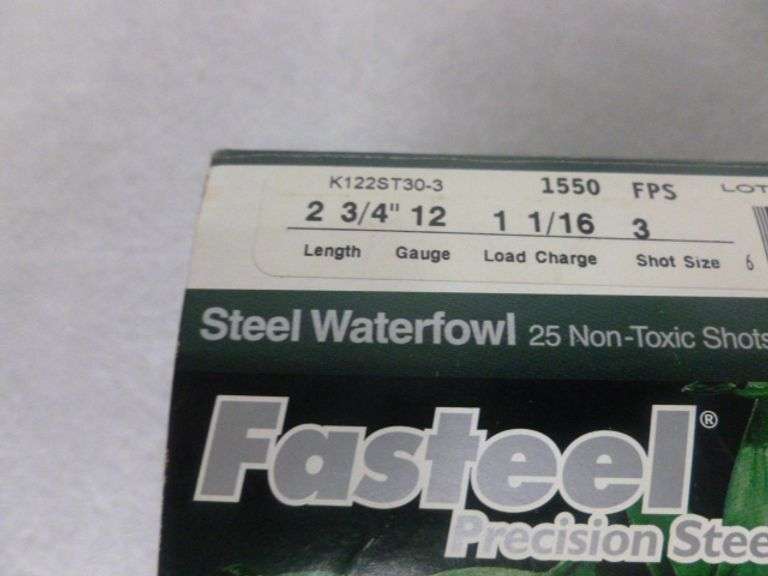 K122ST30-3 1550 FPS LOT
2 3/4" 12 1 1/16 3
Length Gauge Load Charge Shot Size 6
Steel Waterfowl 25 Non-Toxic Shots
Fasteel®
Precision Stee